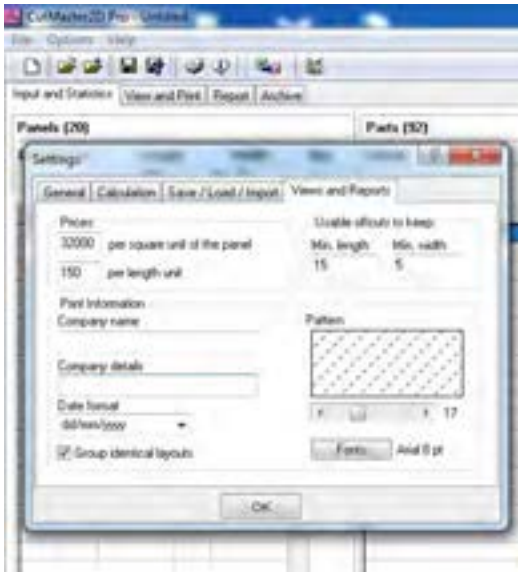 CutMaster2D Pro - Untitled
File Options Help
Input and Statistics View and Print Report Archive
Panels (20) Parts (92)
Settings
General Calculation Save / Load / Import Views and Reports
Prices
32000 per square unit of the panel
150 per length unit
Usable offcuts to keep
Min. length Min. width
15 5
Print Information
Company name
Company details
Date format
dd/mm/yyyy
Group identical layouts
Pattern
17
Fonts Arial 8 pt
OK